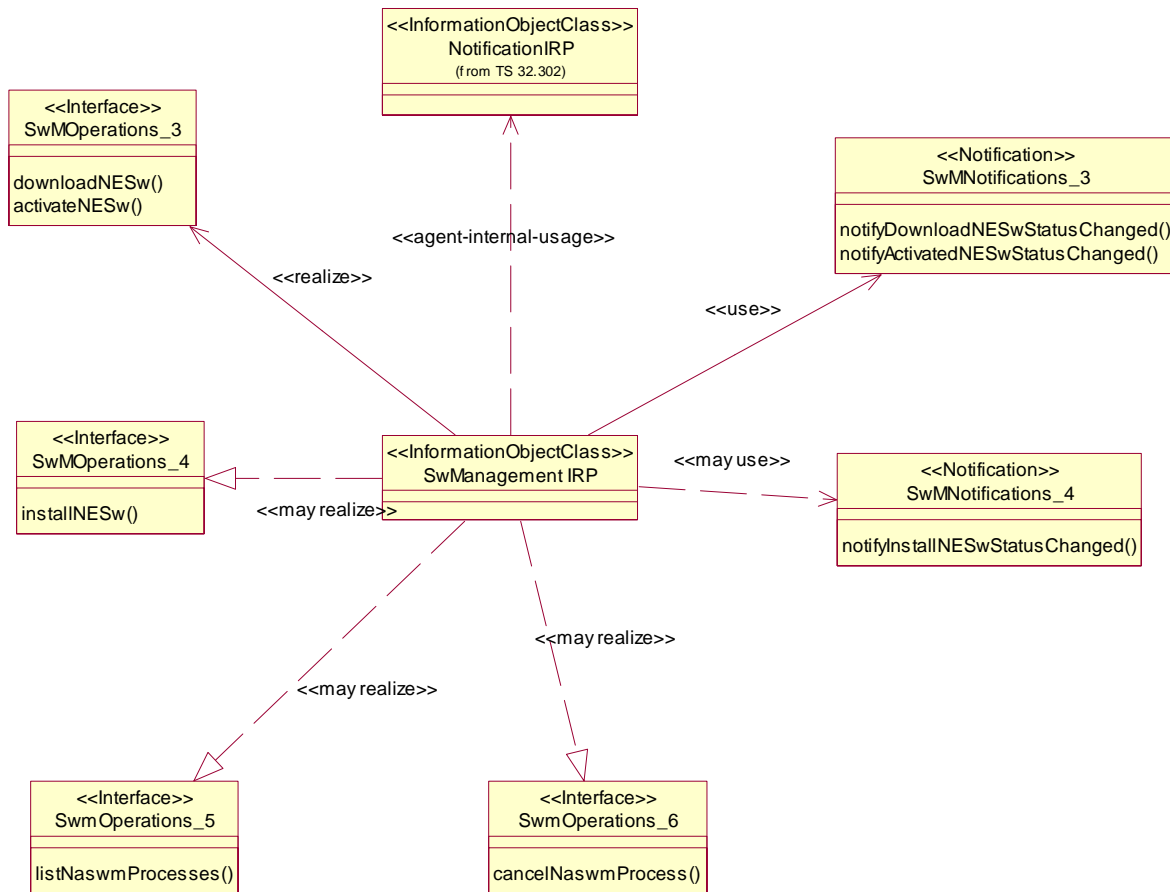 <<InformationObjectClass>>
NotificationIRP
(from TS 32.302)
<<Interface>>
SwMOperations_3
downloadNESw()
activateNESw()
<<Notification>>
SwMNotifications_3
notifyDownloadNESwStatusChanged()
notifyActivatedNESwStatusChanged()
<<agent-internal-usage>>
<<realize>>
<<use>>
<<Interface>>
SwMOperations_4
installNESw()
<<InformationObjectClass>>
SwManagement IRP
<<may use>>
<<Notification>>
SwMNotifications_4
notifyInstallNESwStatusChanged()
<<may realize>>
<<may realize>>
<<may realize>>
<<Interface>>
SwmOperations_5
listNaswmProcesses()
<<Interface>>
SwmOperations_6
cancelNaswmProcess()